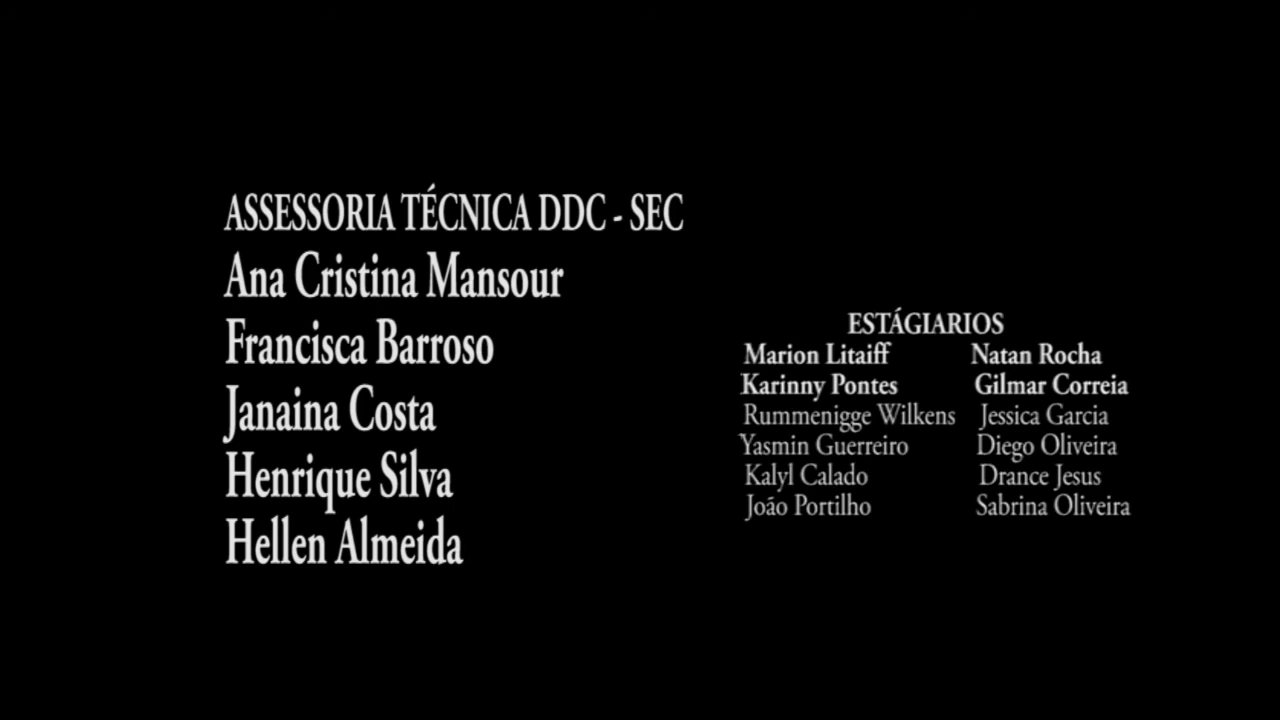 ASSESSORIA TÉCNICA DDC - SEC
Ana Cristina Mansour
Francisca Barroso
Janaina Costa
Henrique Silva
Hellen Almeida
ESTÁGIARIOS
Marion Litaiff Natan Rocha
Karinny Pontes Gilmar Correia
Rummenigge Wilkens Jessica Garcia
Yasmin Guerreiro Diego Oliveira
Kalyl Calado Drance Jesus
João Portilho Sabrina Oliveira